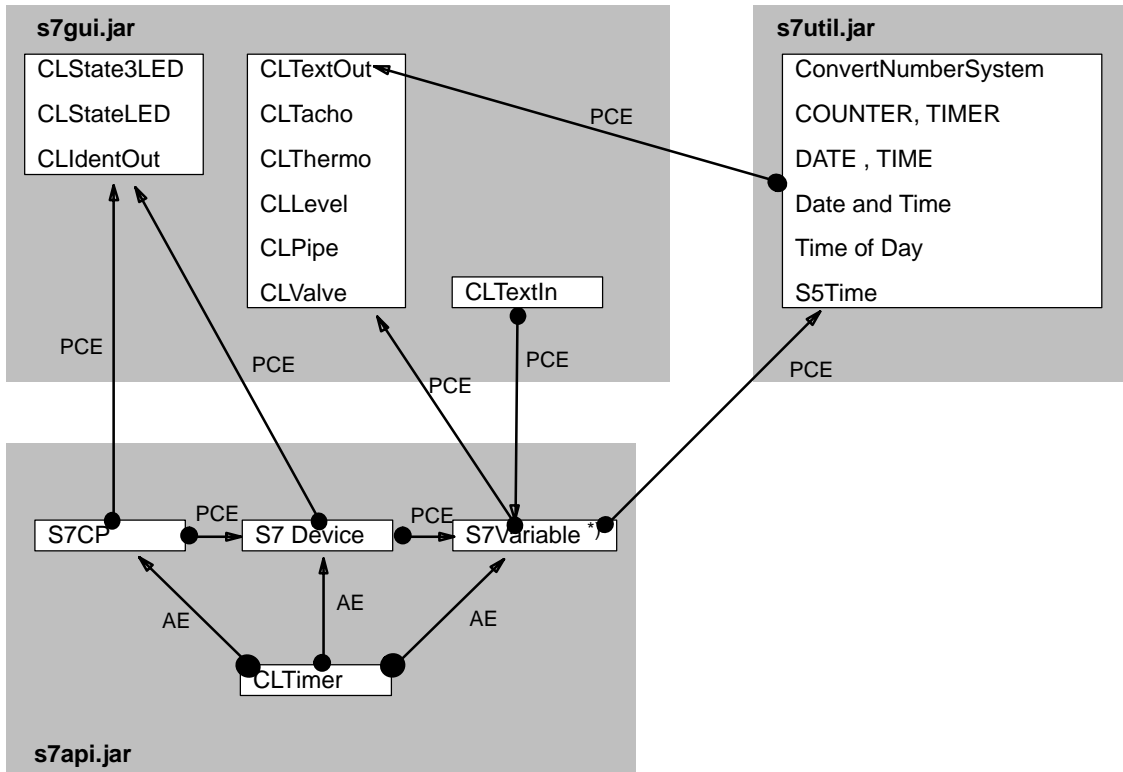 s7gui.jar
CLState3LED
CLStateLED
CLIdentOut
CLTextOut
CLTacho
CLThermo
CLLevel
CLPipe
CLValve
CLTextIn
s7util.jar
ConvertNumberSystem
COUNTER, TIMER
DATE , TIME
Date and Time
Time of Day
S5Time
PCE
PCE
PCE
PCE
PCE
PCE
S7CP
PCE
S7 Device
PCE
S7Variable *)
AE
AE
AE
CLTimer
s7api.jar